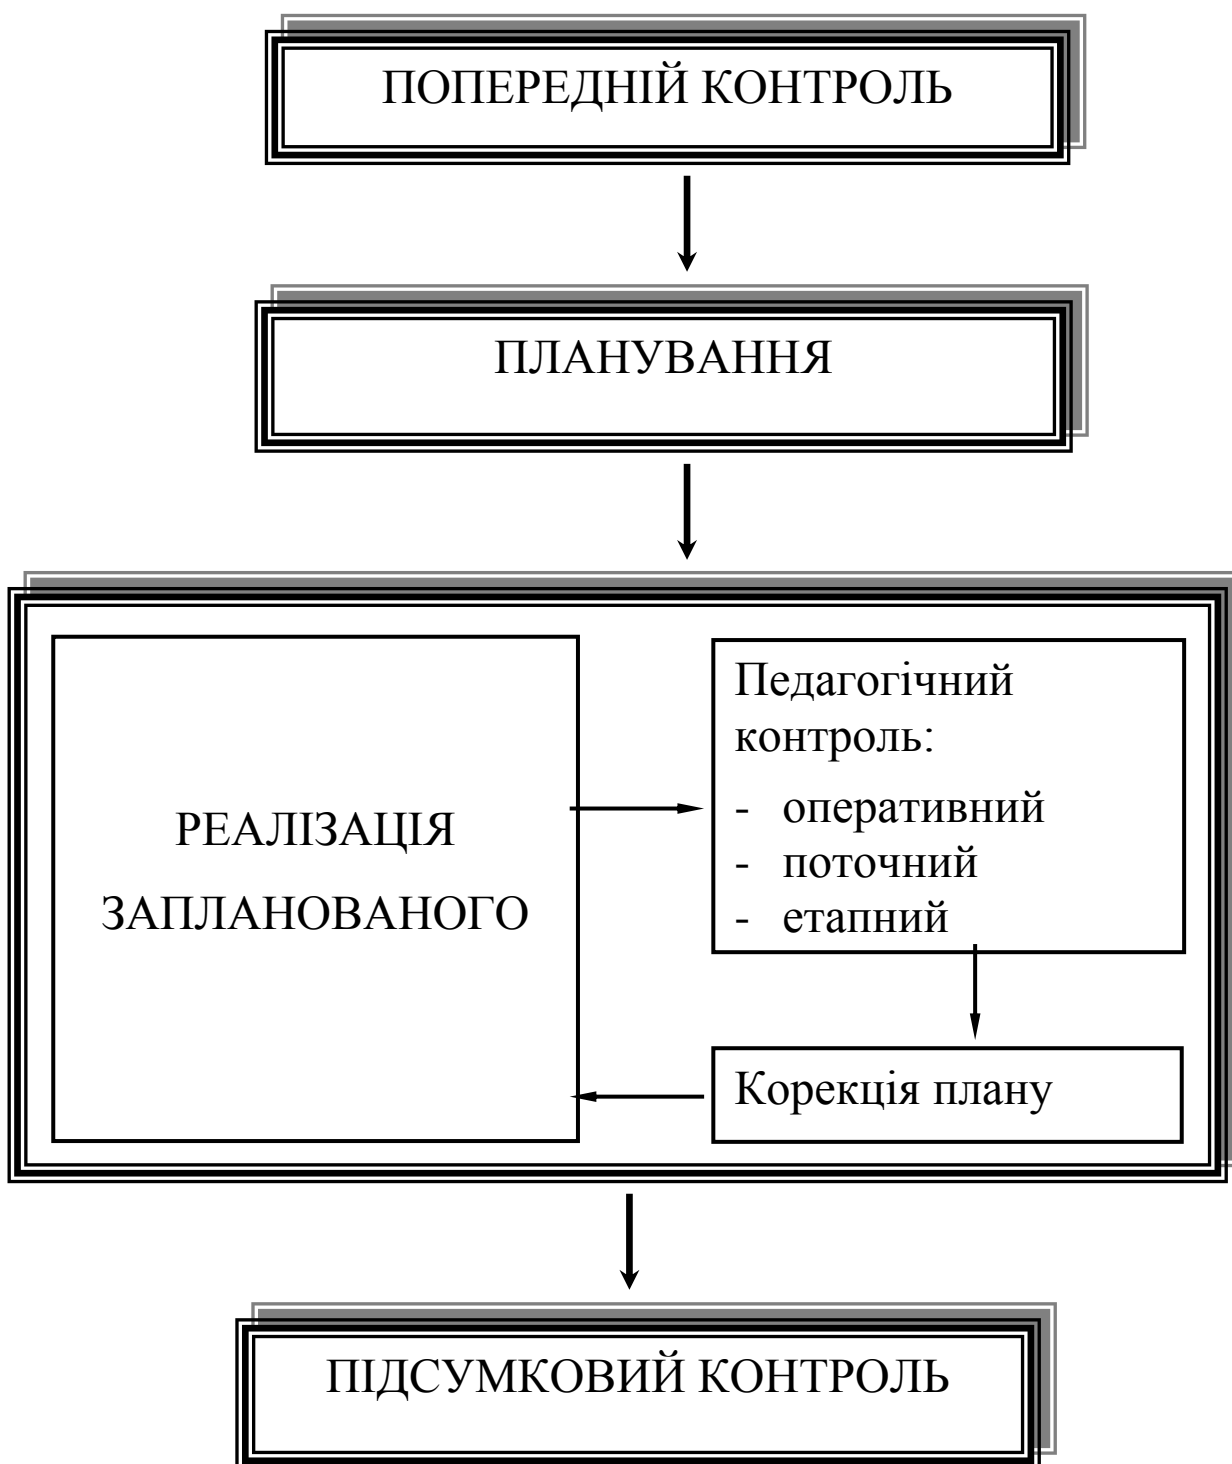 ПОПЕРЕДНІЙ КОНТРОЛЬ
ПЛАНУВАННЯ
РЕАЛІЗАЦІЯ
ЗАПЛАНОВАНОГО
Педагогічний
контроль:
- оперативний
- поточний
- етапний
Корекція плану
ПІДСУМКОВИЙ КОНТРОЛЬ